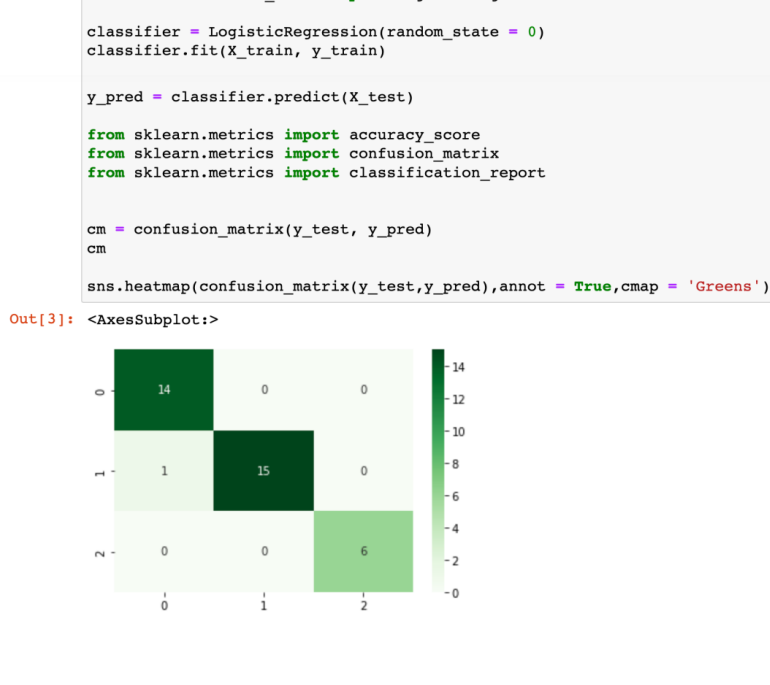 classifier = LogisticRegression(random_state = 0)
classifier.fit(X_train, y_train)
y_pred = classifier.predict(X_test)
from sklearn.metrics import accuracy_score
from sklearn.metrics import confusion_matrix
from sklearn.metrics import classification_report
cm = confusion_matrix(y_test, y_pred)
cm
sns.heatmap(confusion_matrix(y_test,y_pred),annot = True,cmap = 'Greens')
Out[3]: <AxesSubplot:>
14
0 14 0 0
12
10
1 1 15 0
8
6
4
2 0 0 6
2
0
0 1 2